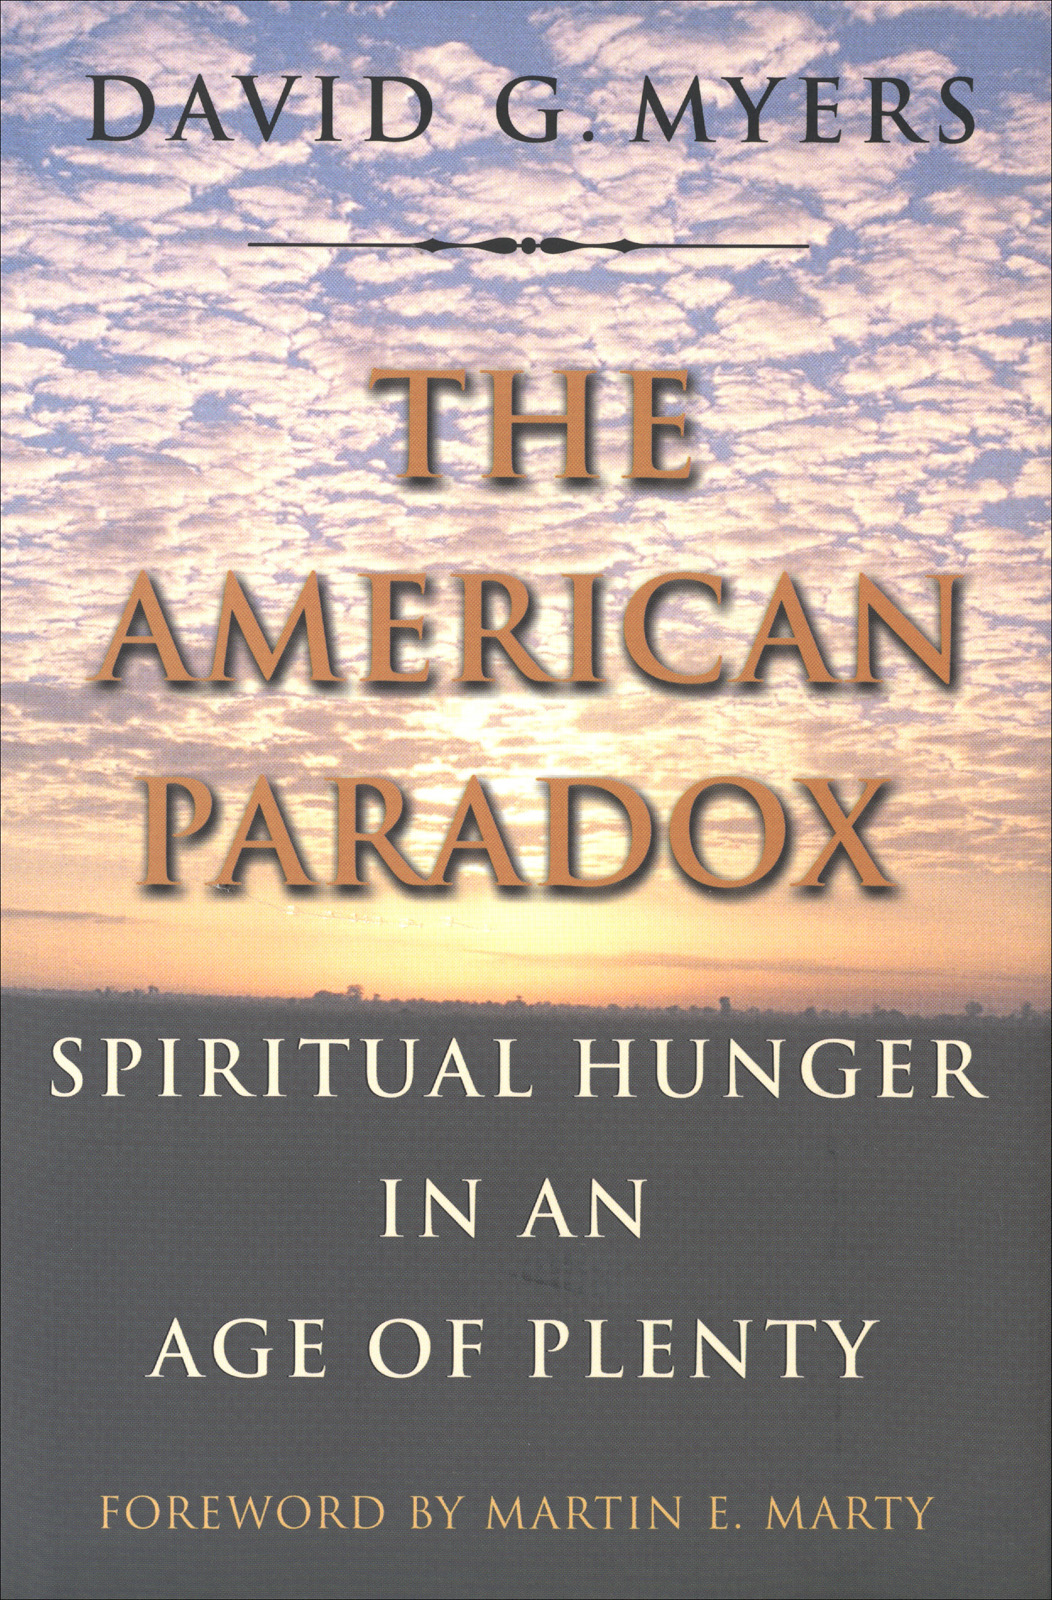 DAVID G. MYERS
THE
AMERICAN
PARADOX
SPIRITUAL HUNGER
IN AN
AGE OF PLENTY
FOREWORD BY MARTIN E. MARTY